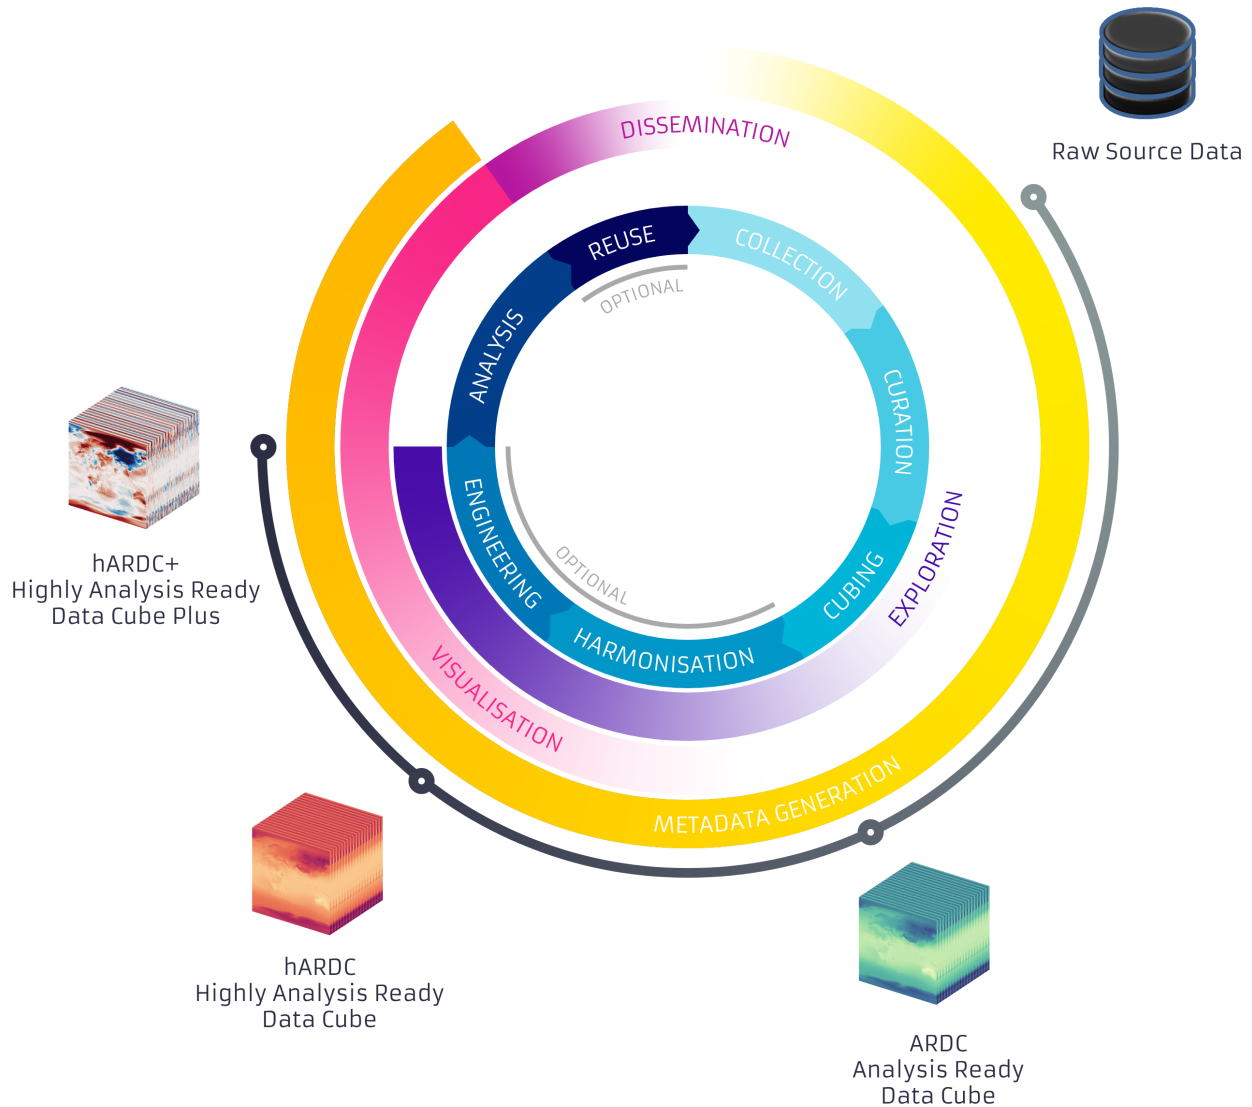 Raw Source Data
DISSEMINATION
REUSE
COLLECTION
OPTIONAL
ANALYSIS
CURATION
ENGINEERING
EXPLORATION
OPTIONAL
CUBING
HARMONISATION
VISUALISATION
METADATA GENERATION
hARDC+
Highly Analysis Ready
Data Cube Plus
hARDC
Highly Analysis Ready
Data Cube
ARDC
Analysis Ready
Data Cube